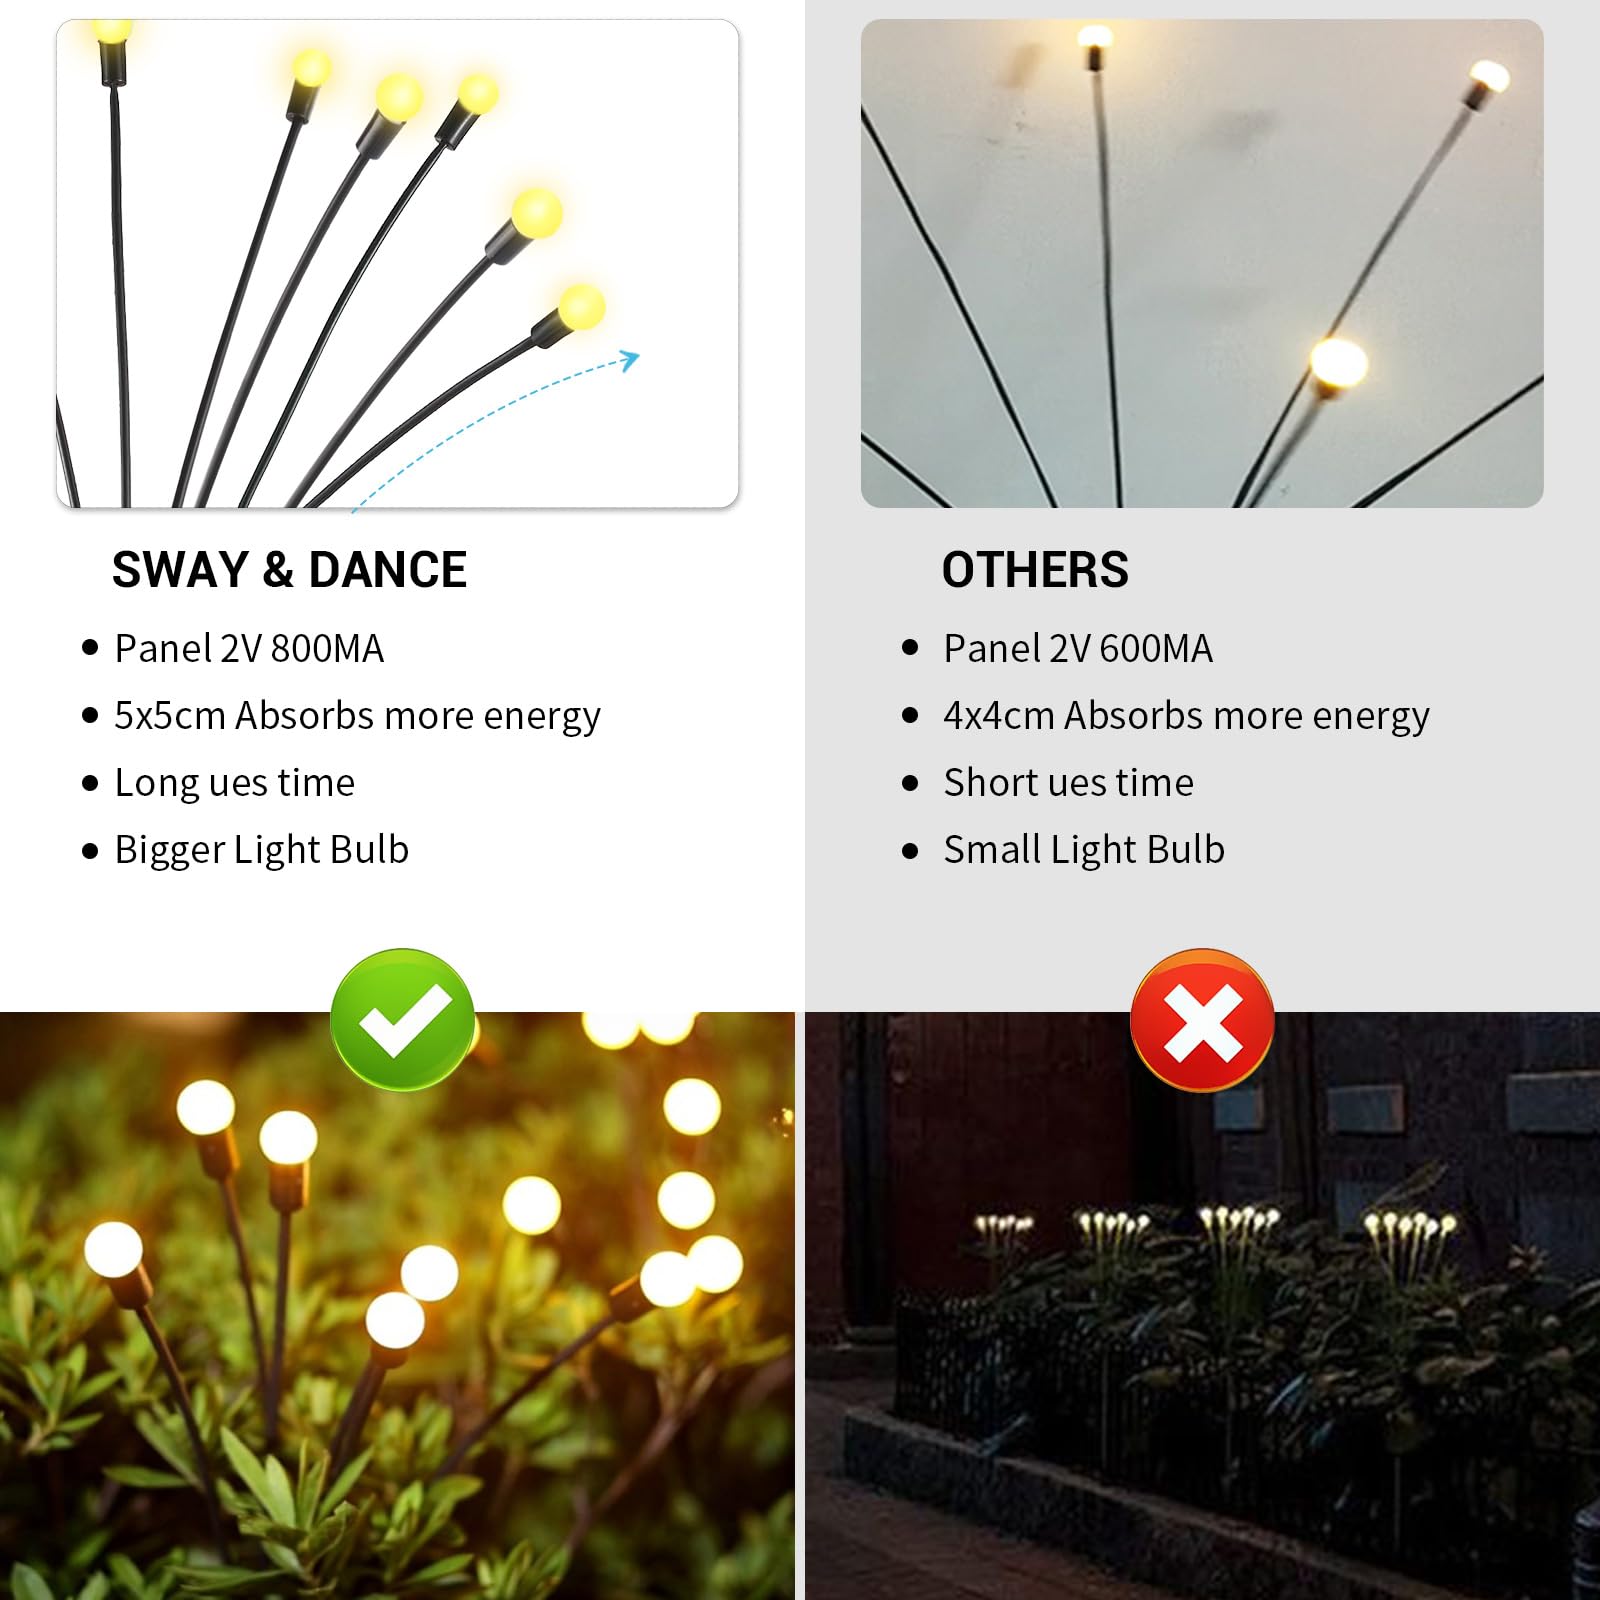 SWAY & DANCE
Panel 2V 800MA
5x5cm Absorbs more energy
Long ues time
Bigger Light Bulb
OTHERS
Panel 2V 600MA
4x4cm Absorbs more energy
Short ues time
Small Light Bulb